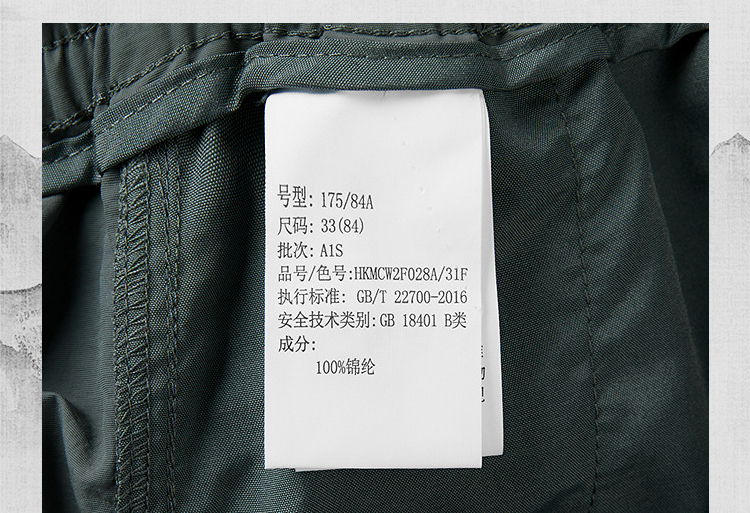 号型: 175/84A
尺码: 33(84)
批次: A1S
品号/色号:HKMCW2F028A/31F
执行标准: GB/T 22700-2016
安全技术类别:GB 18401 B类
成分:
100%锦纶